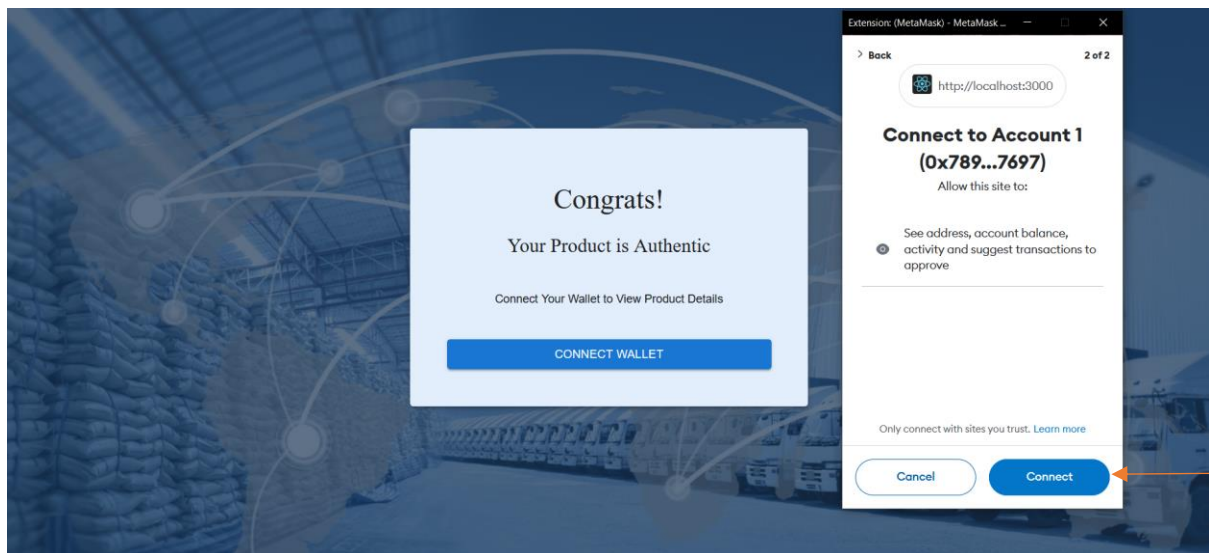 Extension: (MetaMask) - MetaMask ...
Back
2 of 2
http://localhost:3000
Connect to Account 1
(0x789...7697)
Allow this site to:
See address, account balance,
activity and suggest transactions to
approve
Only connect with sites you trust. Learn more
Cancel
Connect
Congrats!
Your Product is Authentic
Connect Your Wallet to View Product Details
CONNECT WALLET